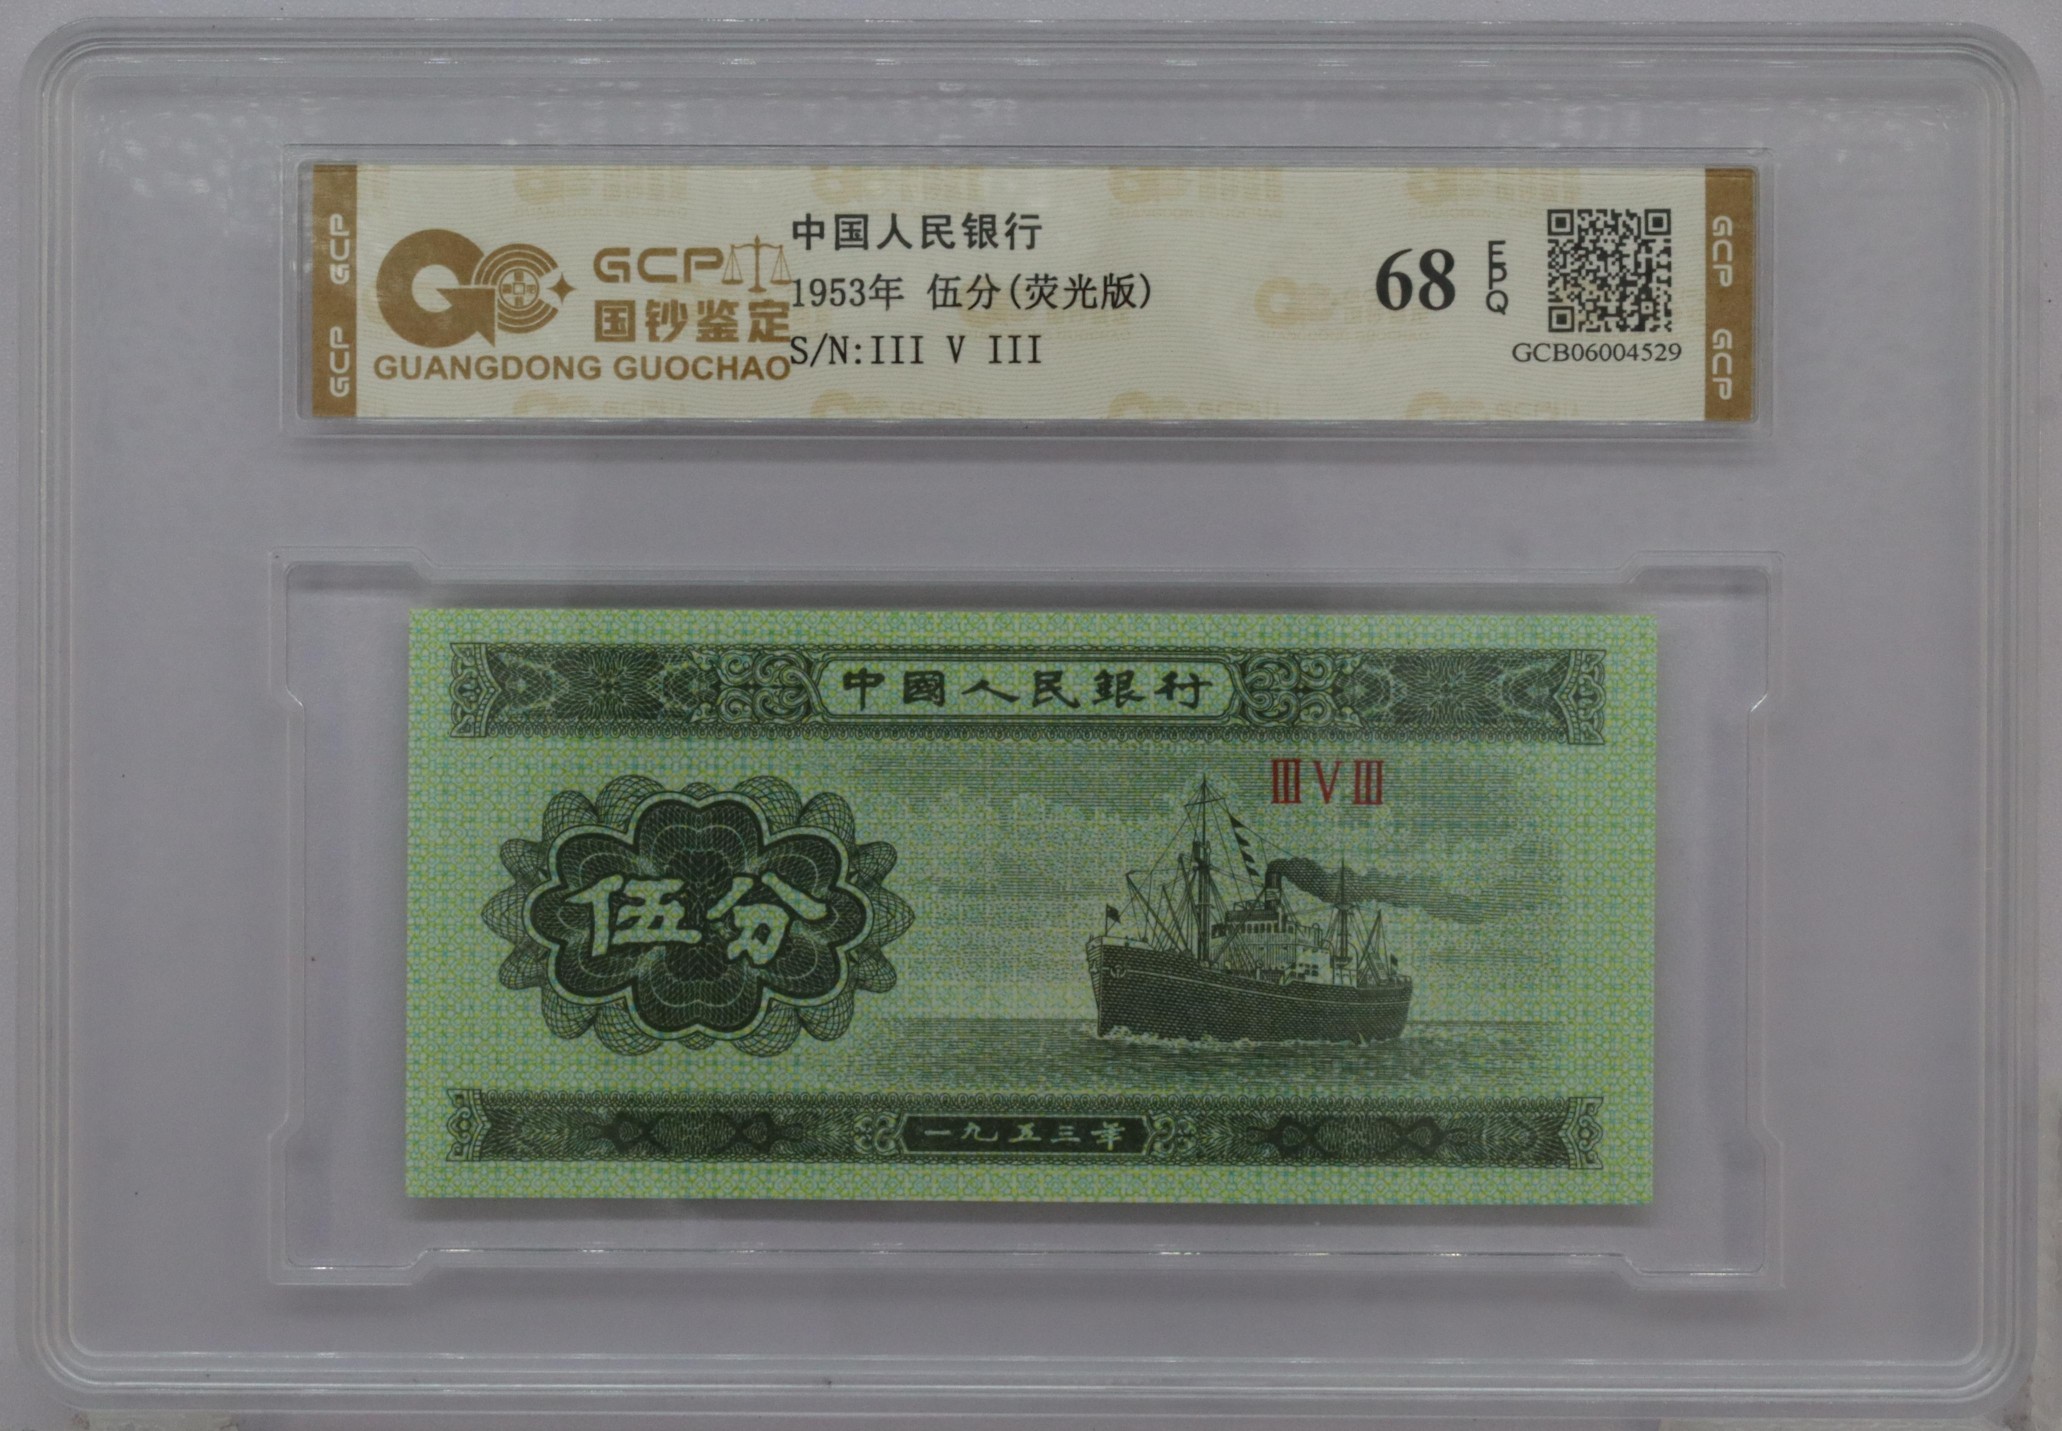 GCP
GCP
GCP
国钞鉴定
GUANGDONG GUOCHAO
中国人民银行
1953年 伍分(荧光版)
S/N:III V III
68
EPQ
GCB06004529
GCP
GCP
中國人民銀行
III V III
伍分
一九五三年